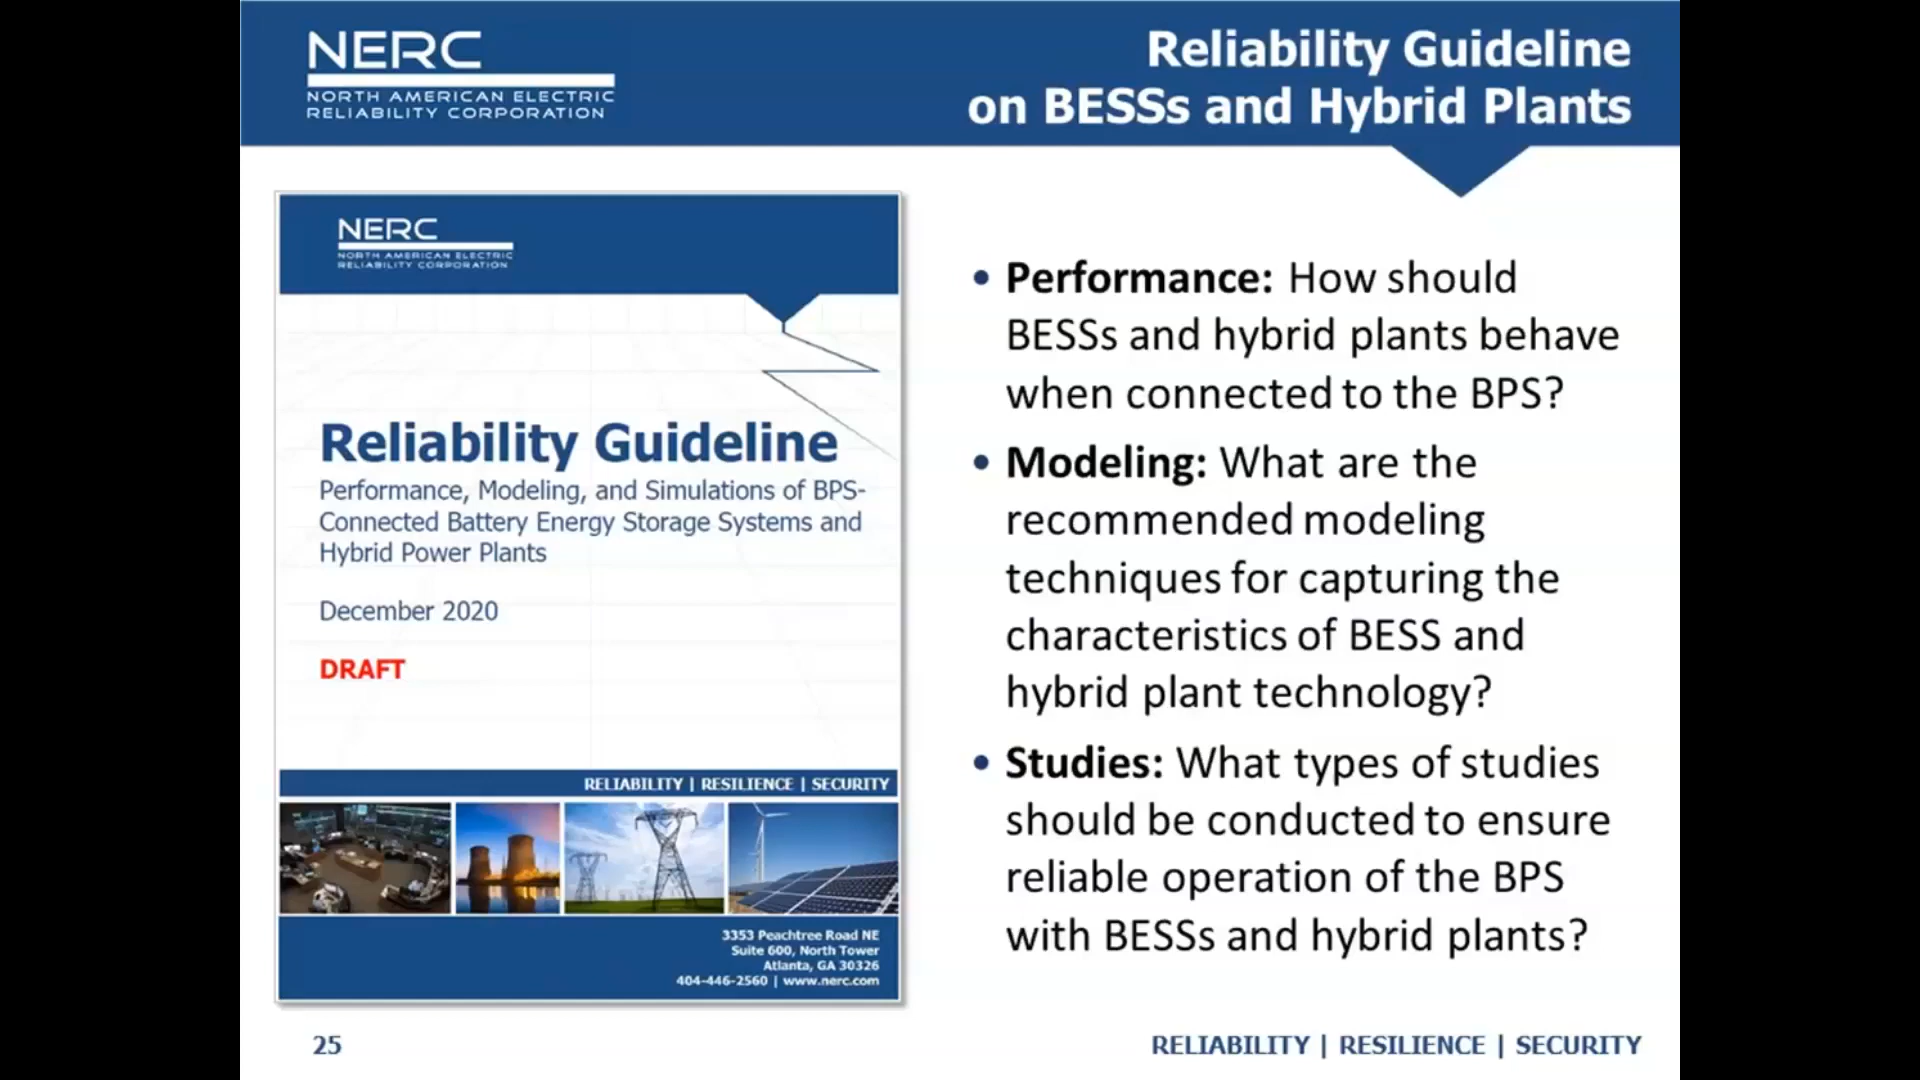 NERC
NORTH AMERICAN ELECTRIC
RELIABILITY CORPORATION
Reliability Guideline
on BESSs and Hybrid Plants
NERC
NORTH AMERICAN ELECTRIC
RELIABILITY CORPORATION
Reliability Guideline
Performance, Modeling, and Simulations of BPS-
Connected Battery Energy Storage Systems and
Hybrid Power Plants
December 2020
DRAFT
RELIABILITY | RESILIENCE | SECURITY
3353 Peachtree Road NE
Suite 600, North Tower
Atlanta, GA 30326
404-446-2560 | www.nerc.com
• Performance: How should
BESSs and hybrid plants behave
when connected to the BPS?
• Modeling: What are the
recommended modeling
techniques for capturing the
characteristics of BESS and
hybrid plant technology?
• Studies: What types of studies
should be conducted to ensure
reliable operation of the BPS
with BESSs and hybrid plants?
25
RELIABILITY | RESILIENCE | SECURITY